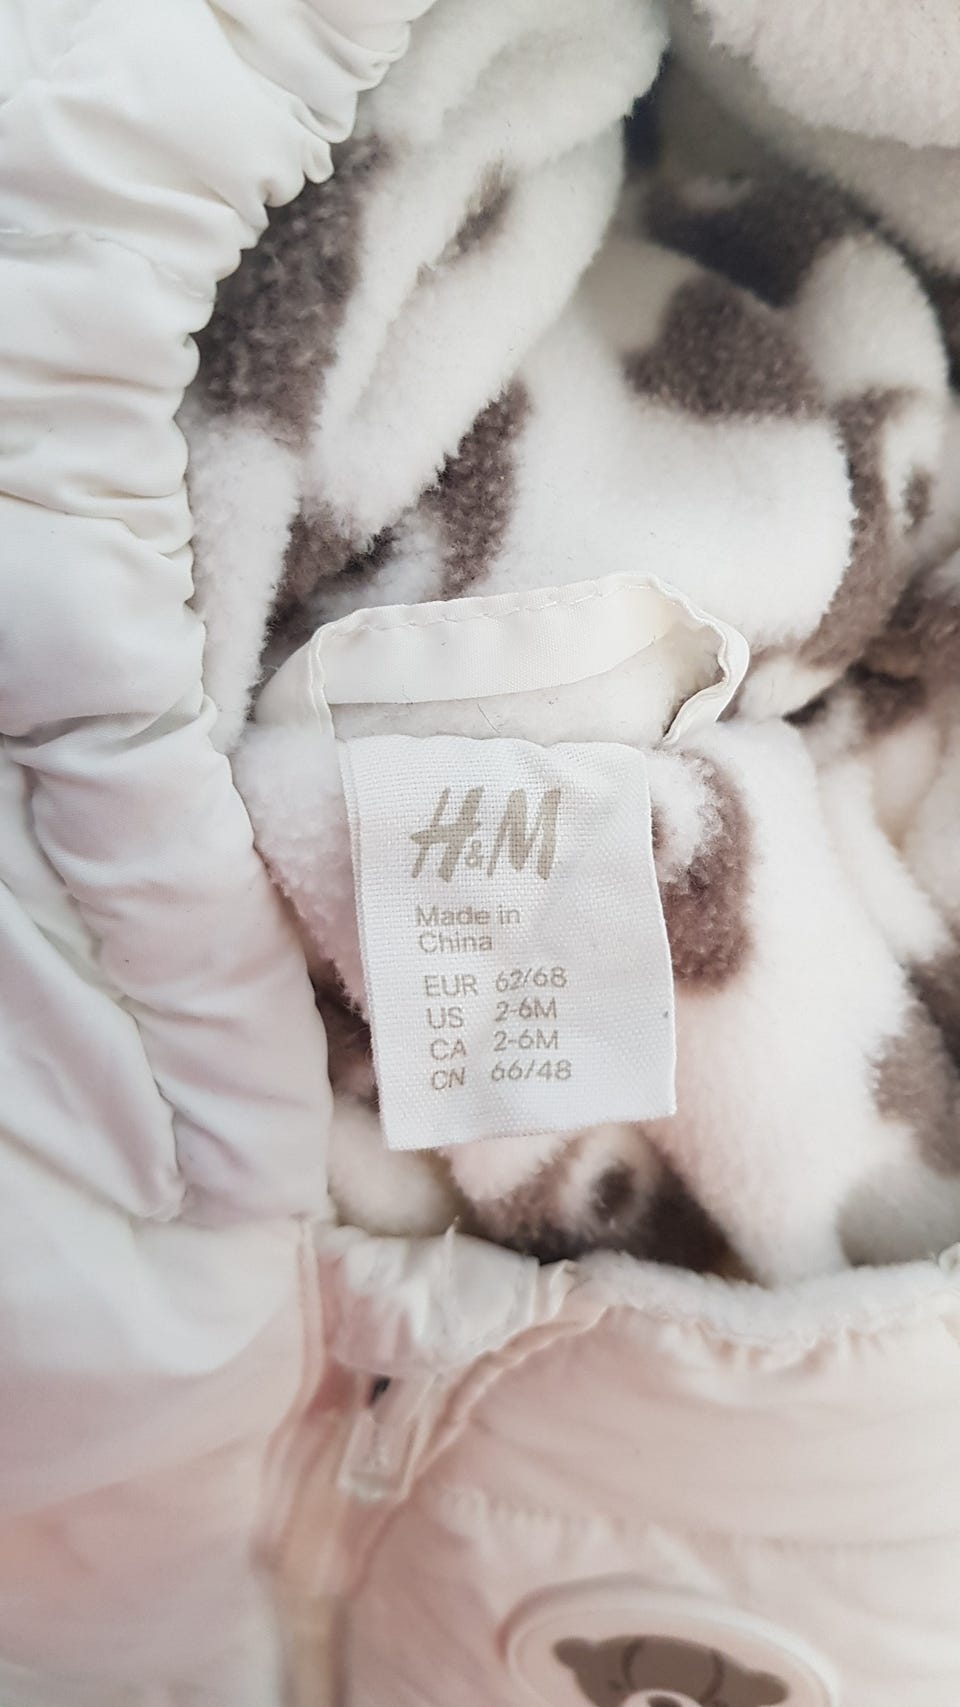 H&M
Made in
China
EUR 62/68
US 2-6M
CA 2-6M
CN 66/48